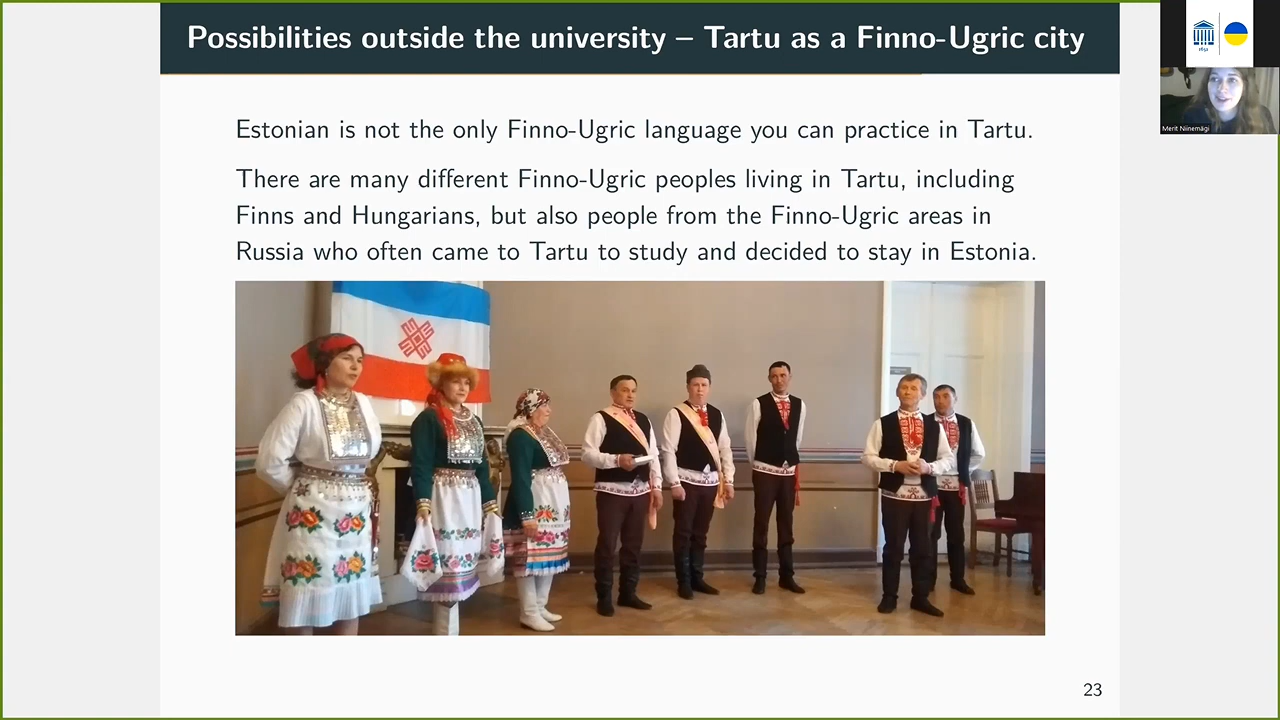 Possibilities outside the university – Tartu as a Finno-Ugric city
1632
Merit Niinemägi
Estonian is not the only Finno-Ugric language you can practice in Tartu.
There are many different Finno-Ugric peoples living in Tartu, including
Finns and Hungarians, but also people from the Finno-Ugric areas in
Russia who often came to Tartu to study and decided to stay in Estonia.
23